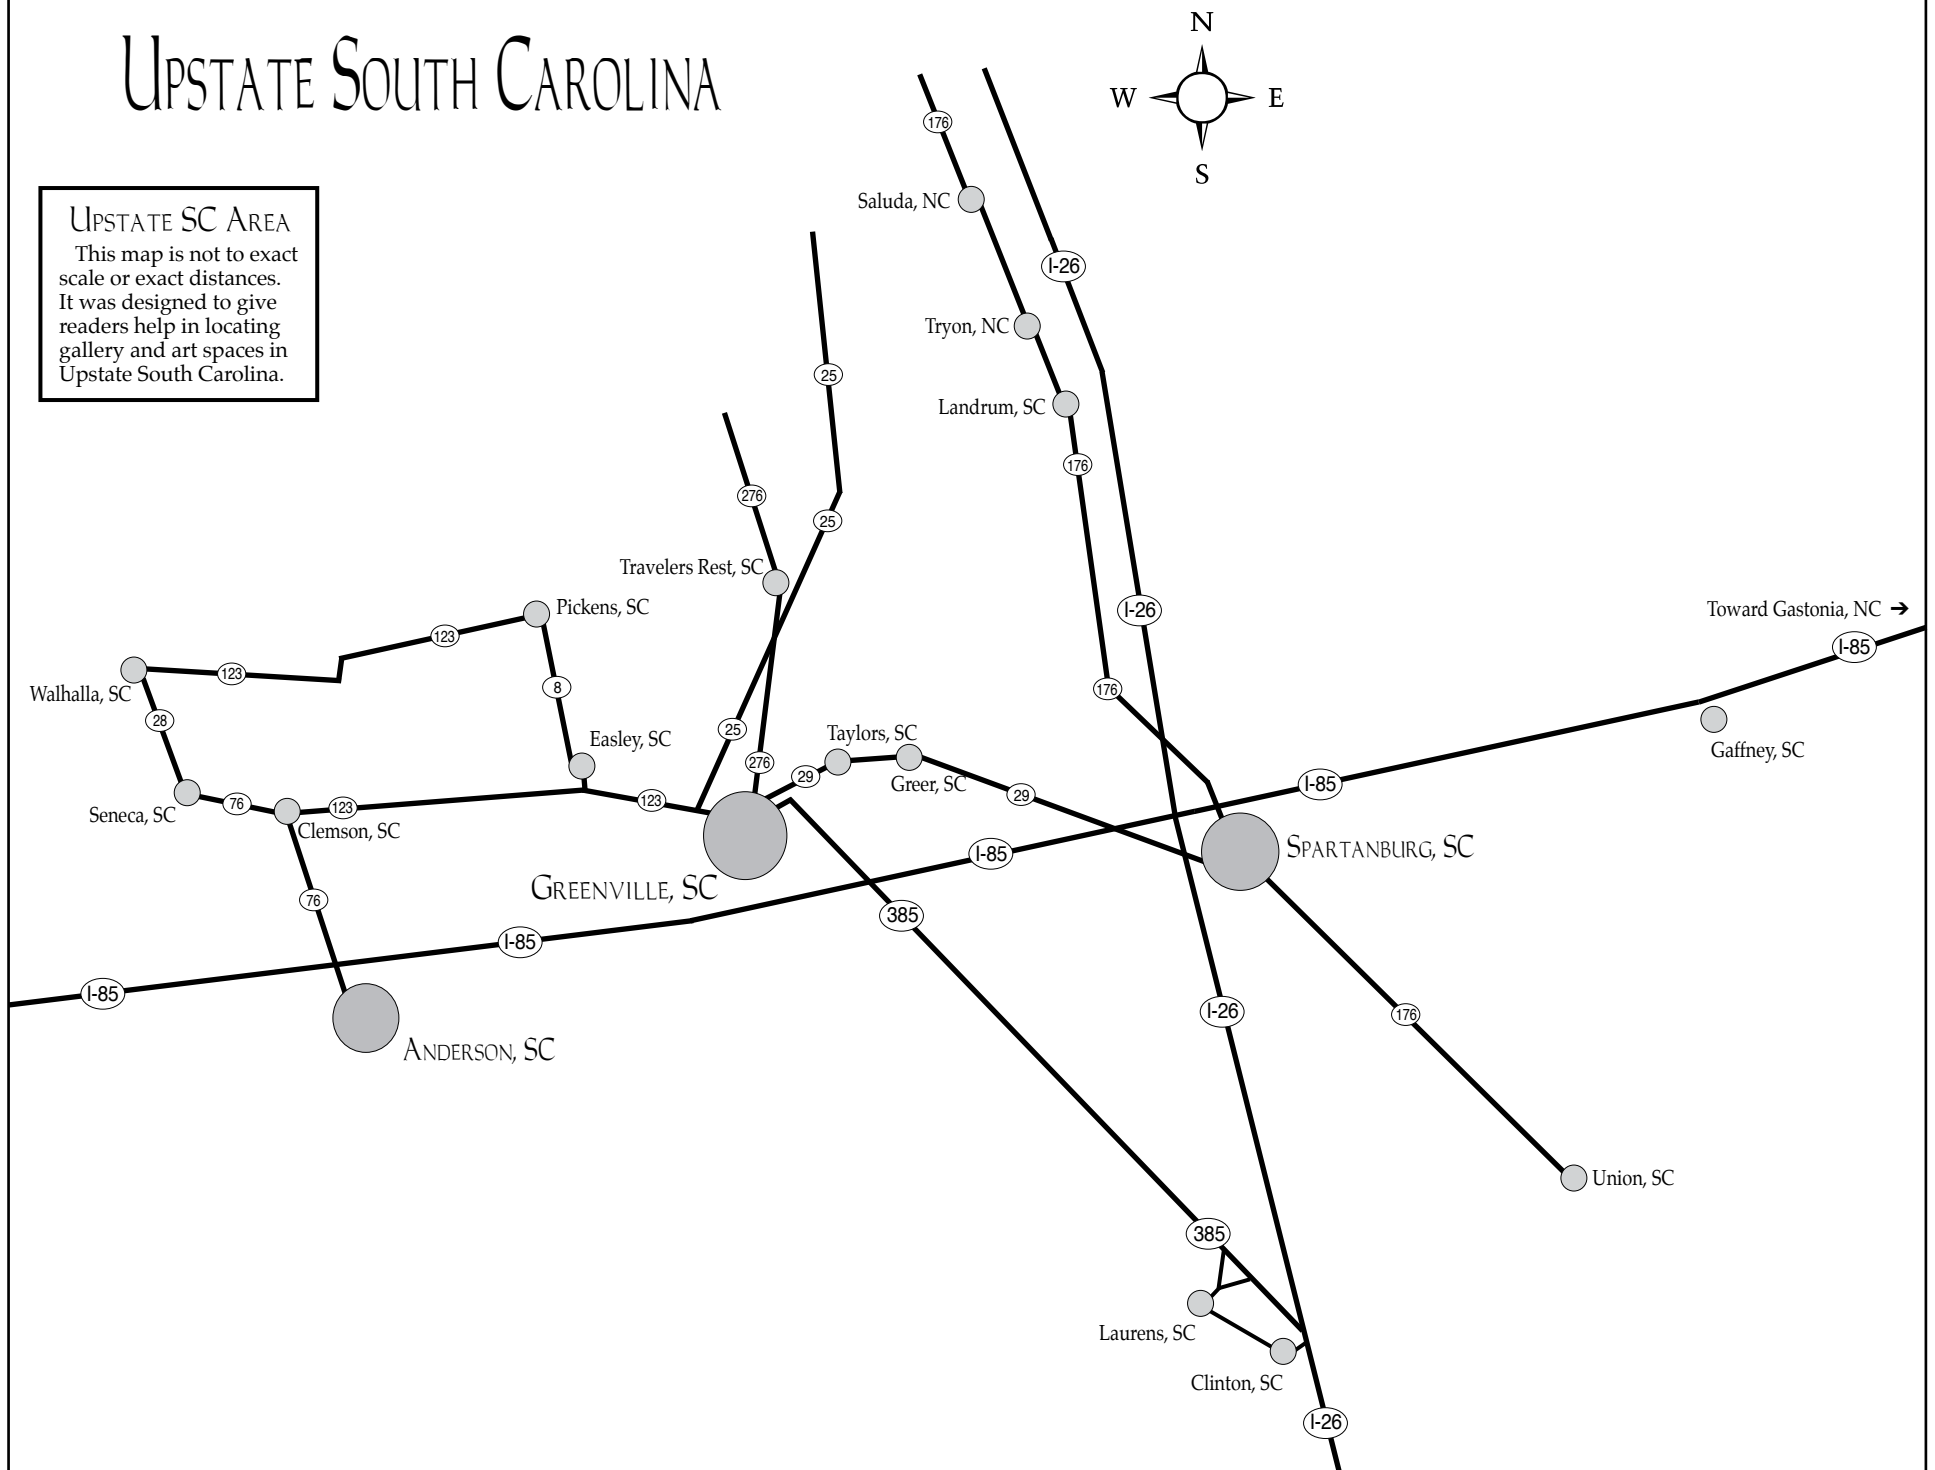 Upstate South Carolina
N
W
E
S
176
Saluda, NC
Upstate SC Area
This map is not to exact
scale or exact distances.
It was designed to give
readers help in locating
gallery and art spaces in
Upstate South Carolina.
I-26
Tryon, NC
25
Landrum, SC
176
276
25
Travelers Rest, SC
Pickens, SC
I-26
Toward Gastonia, NC ➔
123
I-85
123
Walhalla, SC
8
176
28
25
Taylors, SC
Easley, SC
Gaffney, SC
276
29
Greer, SC
I-85
29
Seneca, SC
76
123
123
Clemson, SC
Spartanburg, SC
I-85
Greenville, SC
76
385
I-85
I-85
I-26
176
Anderson, SC
Union, SC
385
Laurens, SC
Clinton, SC
I-26